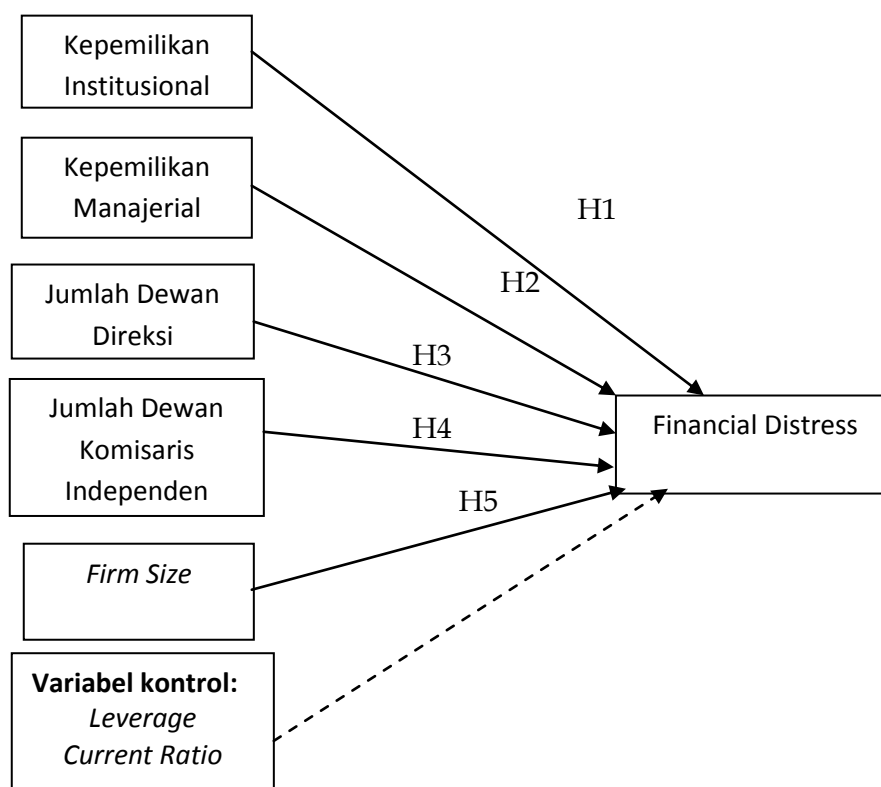 Kepemilikan
Institusional
H1
Kepemilikan
Manajerial
H2
Jumlah Dewan
Direksi
H3
Jumlah Dewan
Komisaris
Independen
H4
Financial Distress
H5
Firm Size
Variabel kontrol:
Leverage
Current Ratio